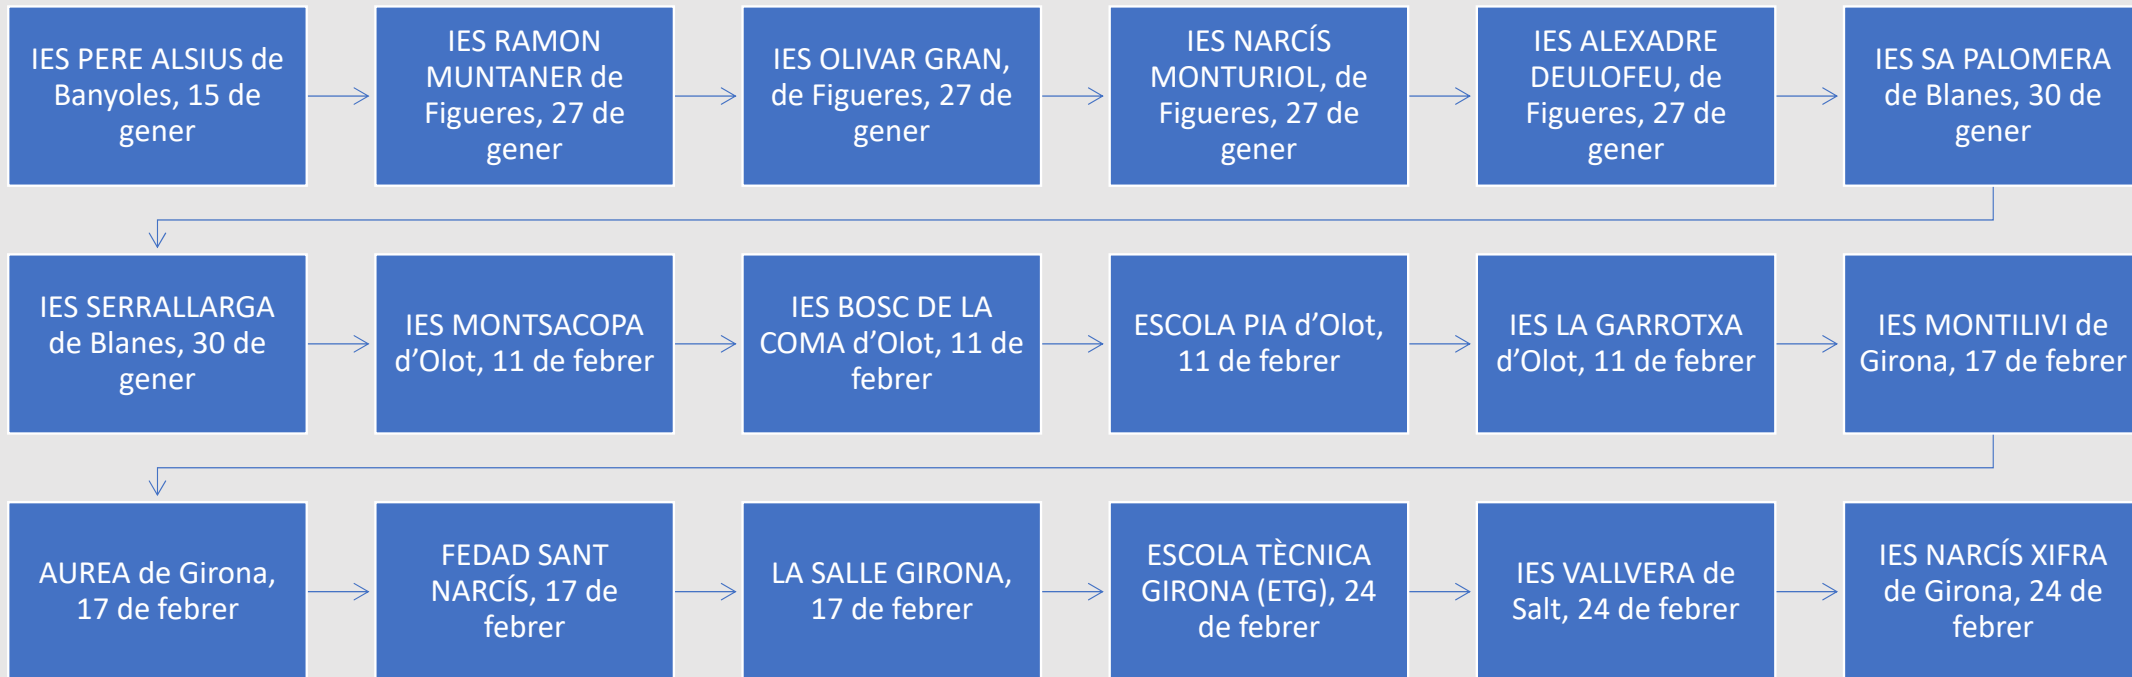 IES PERE ALSIUS de
Banyoles, 15 de
gener
IES RAMON
MUNTANER de
Figueres, 27 de
gener
IES OLIVAR GRAN,
de Figueres, 27 de
gener
IES NARCÍS
MONTURIOL, de
Figueres, 27 de
gener
IES ALEXADRE
DEULOFEU, de
Figueres, 27 de
gener
IES SA PALOMERA
de Blanes, 30 de
gener
IES SERRALLARGA
de Blanes, 30 de
gener
IES MONTSACOPA
d’Olot, 11 de febrer
IES BOSC DE LA
COMA d’Olot, 11 de
febrer
ESCOLA PIA d’Olot,
11 de febrer
IES LA GARROTXA
d’Olot, 11 de febrer
IES MONTILIVI de
Girona, 17 de febrer
AUREA de Girona,
17 de febrer
FEDAD SANT
NARCÍS, 17 de
febrer
LA SALLE GIRONA,
17 de febrer
ESCOLA TÈCNICA
GIRONA (ETG), 24
de febrer
IES VALLVERA de
Salt, 24 de febrer
IES NARCÍS XIFRA
de Girona, 24 de
febrer